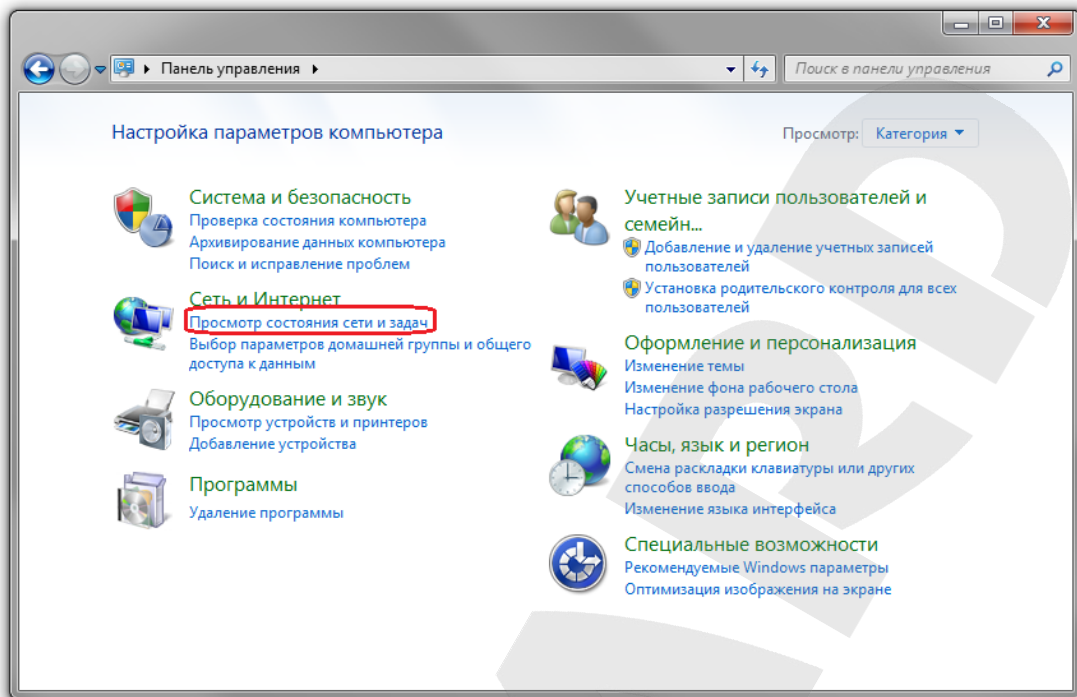 Панель управления
Поиск в панели управления
Настройка параметров компьютера
Просмотр: Категория
Система и безопасность
Проверка состояния компьютера
Архивирование данных компьютера
Поиск и исправление проблем
Сеть и Интернет
Просмотр состояния сети и задач
Выбор параметров домашней группы и общего
доступа к данным
Оборудование и звук
Просмотр устройств и принтеров
Добавление устройства
Программы
Удаление программы
Учетные записи пользователей и
семейн...
Добавление и удаление учетных записей
пользователей
Установка родительского контроля для всех
пользователей
Оформление и персонализация
Изменение темы
Изменение фона рабочего стола
Настройка разрешения экрана
Часы, язык и регион
Смена раскладки клавиатуры или других
способов ввода
Изменение языка интерфейса
Специальные возможности
Рекомендуемые Windows параметры
Оптимизация изображения на экране